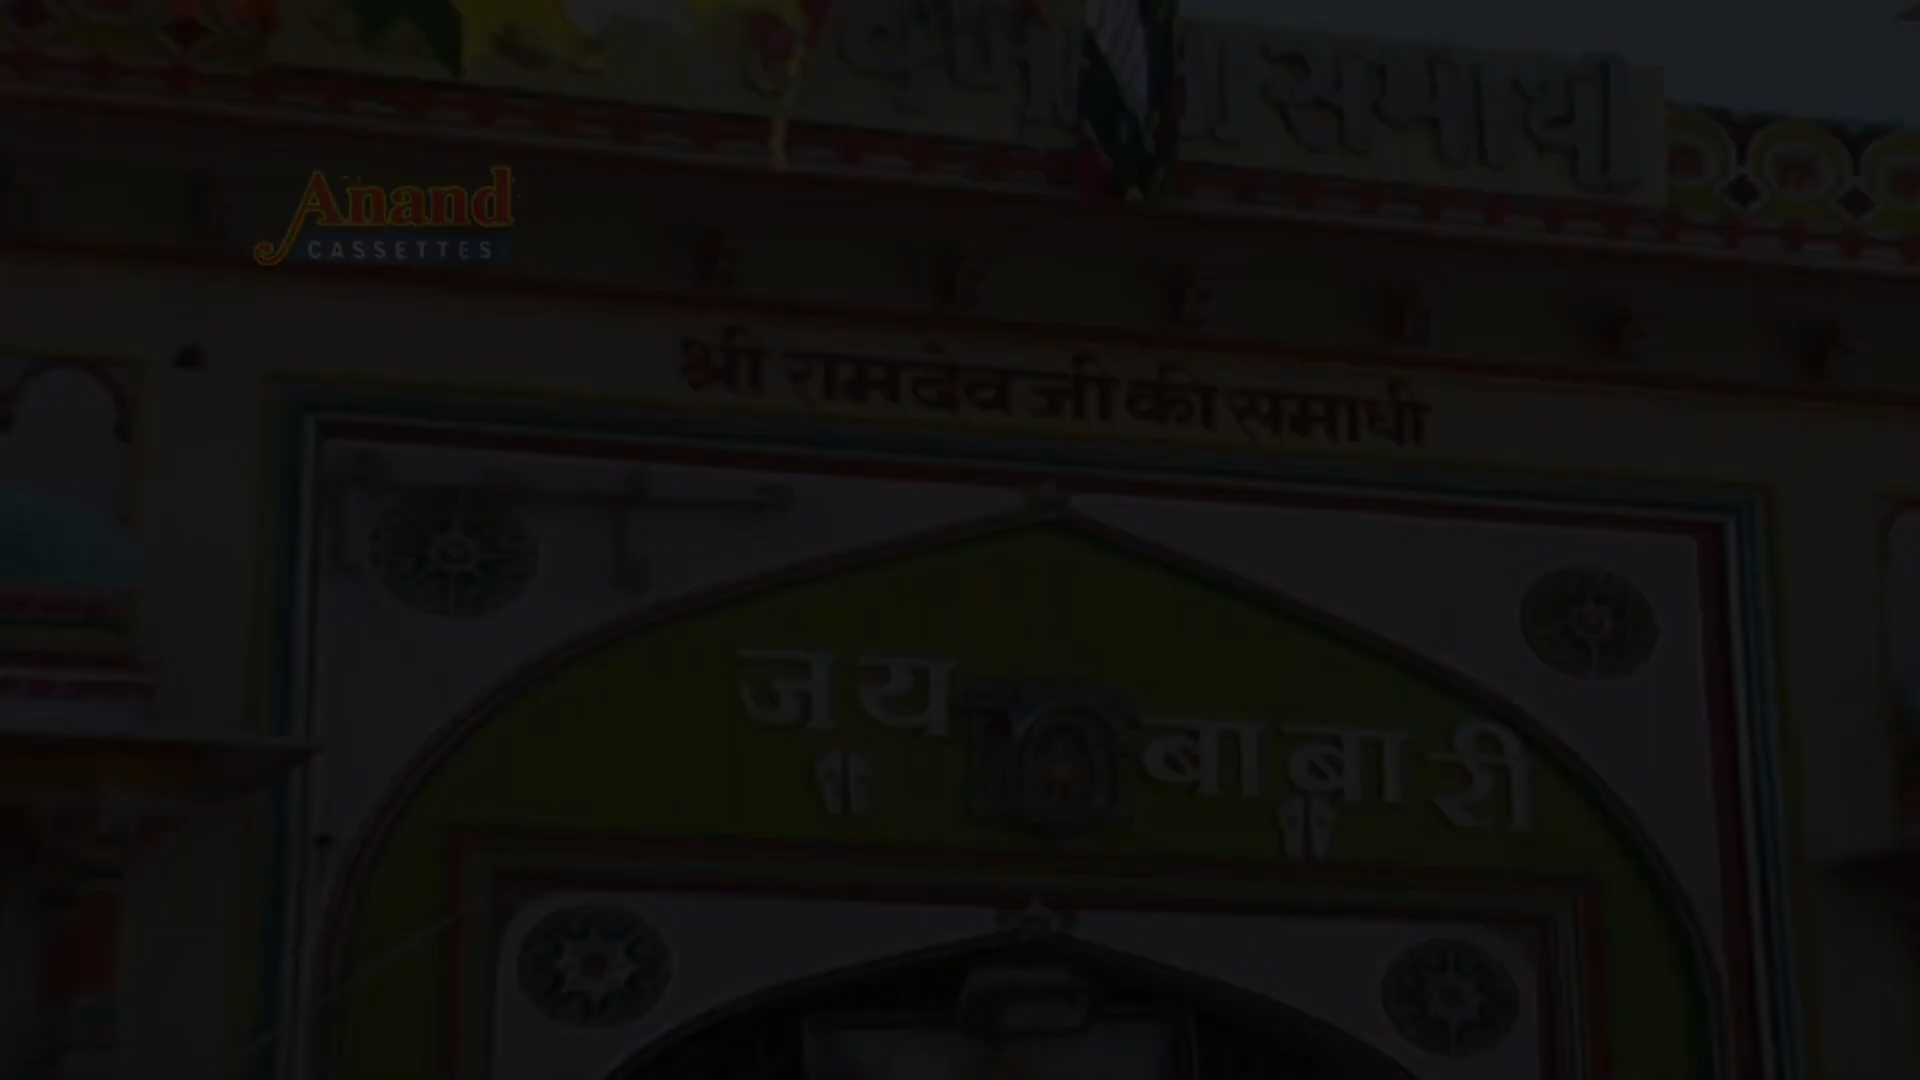 समाधी
Anand
CASSETTES
श्री रामदेव जी की समाधी
जय बाबा री